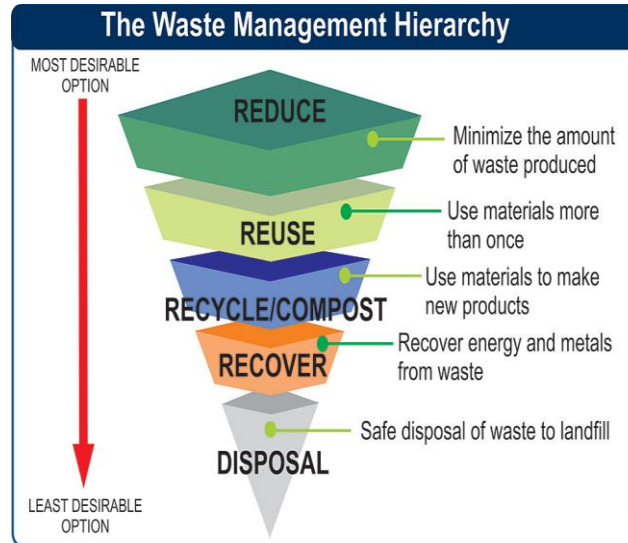 The Waste Management Hierarchy
MOST DESIRABLE
OPTION
REDUCE
Minimize the amount
of waste produced
REUSE
Use materials more
than once
RECYCLE/COMPOST
Use materials to make
new products
RECOVER
Recover energy and metals
from waste
DISPOSAL
Safe disposal of waste to landfill
LEAST DESIRABLE
OPTION